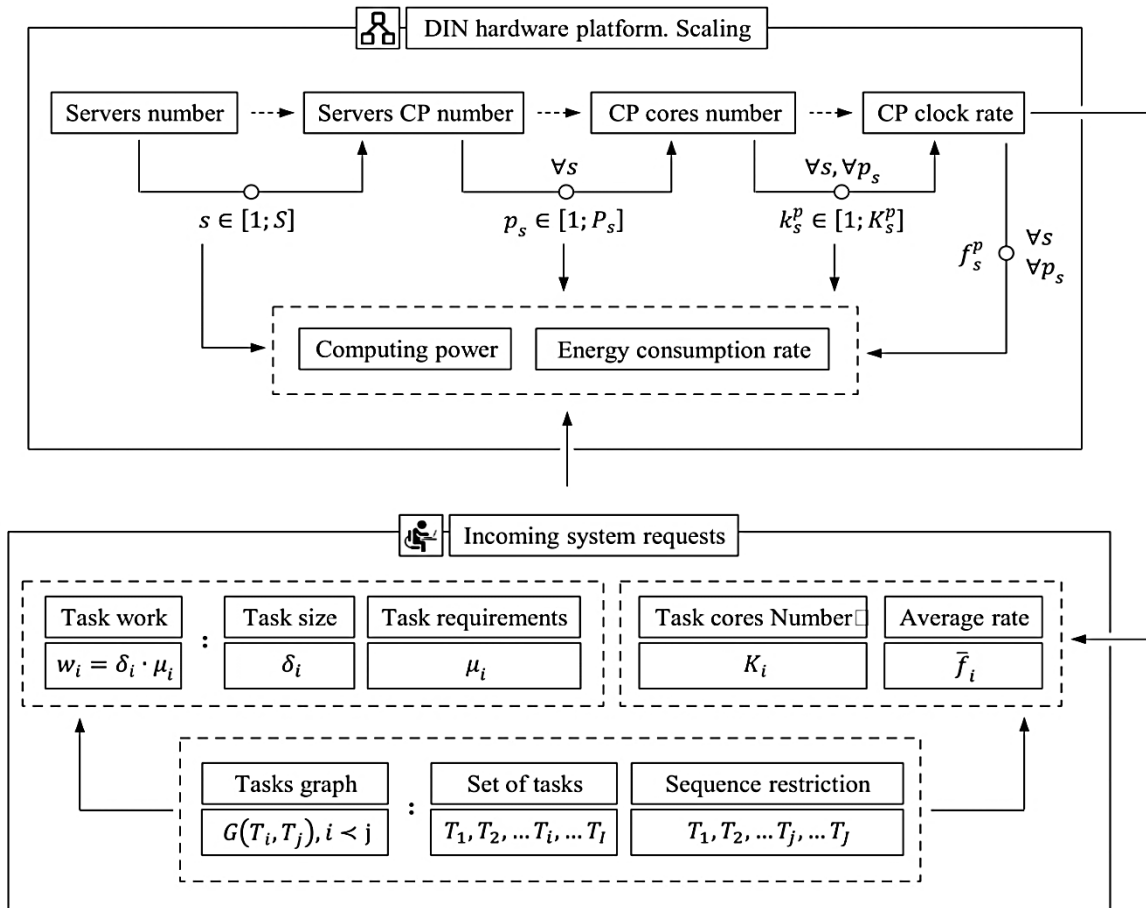 DIN hardware platform. Scaling
Servers number
Servers CP number
CP cores number
CP clock rate
∀s
∀s, ∀p_s
s ∈ [1; S]
p_s ∈ [1; P_s]
k_s^p ∈ [1; K_s^p]
f_s^p
∀s
∀p_s
Computing power
Energy consumption rate
Incoming system requests
Task work
:
Task size
Task requirements
w_i = δ_i · μ_i
δ_i
μ_i
Task cores Number□
Average rate
K_i
f̄_i
Tasks graph
:
Set of tasks
Sequence restriction
G(T_i, T_j), i ≺ j
T_1, T_2, … T_i, … T_I
T_1, T_2, … T_j, … T_J